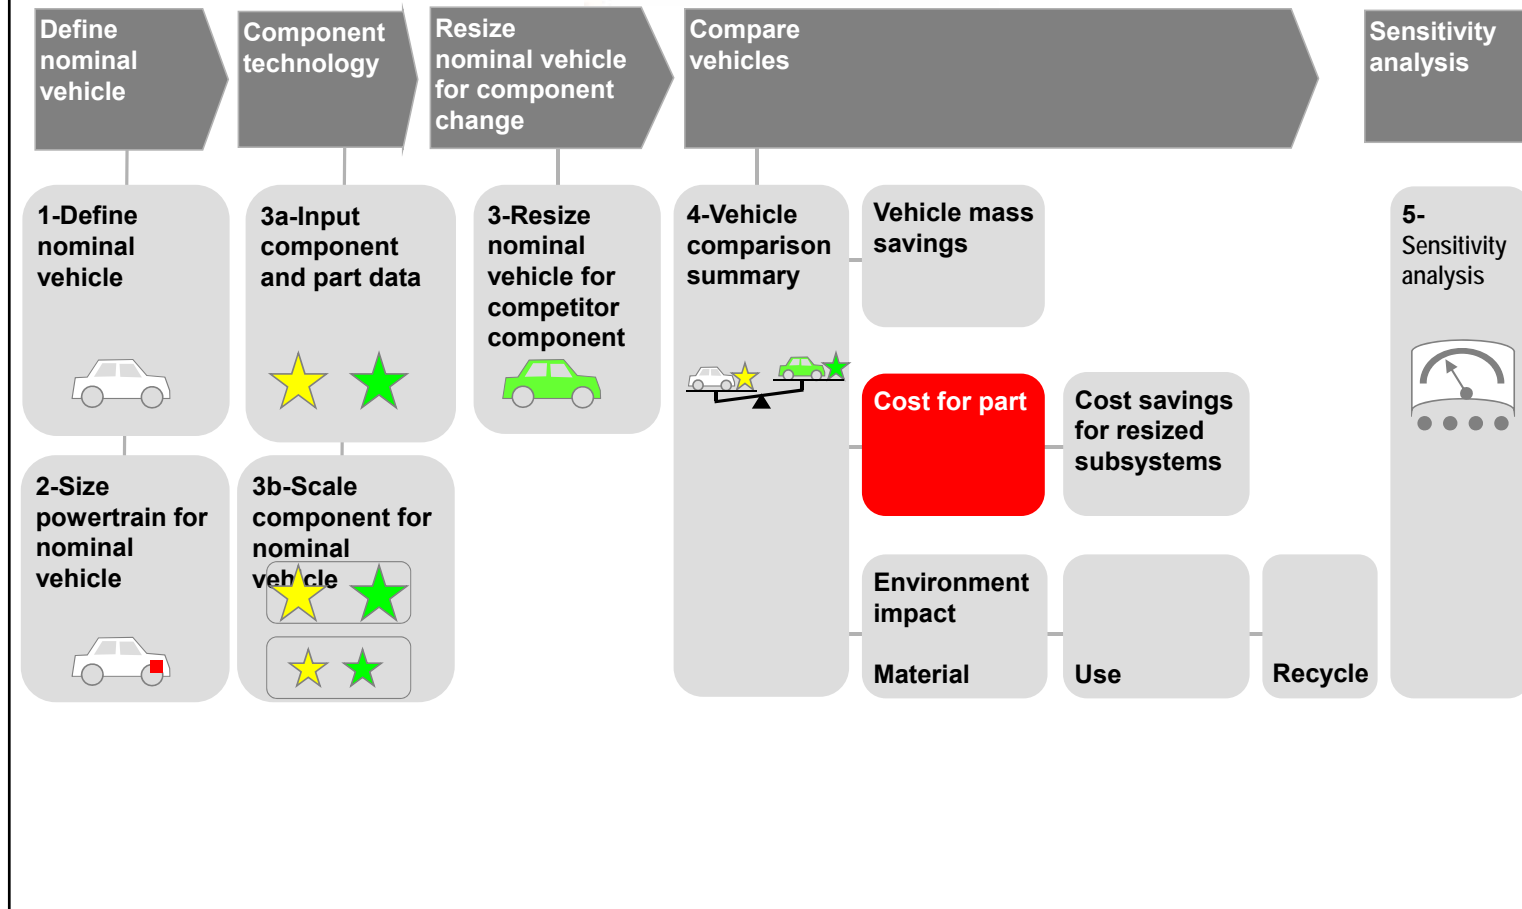 Define
nominal
vehicle
Component
technology
Resize
nominal vehicle
for component
change
Compare
vehicles
Sensitivity
analysis
1-Define
nominal
vehicle
3a-Input
component
and part data
3-Resize
nominal
vehicle for
competitor
component
4-Vehicle
comparison
summary
Vehicle mass
savings
5-
Sensitivity
analysis
Cost for part
Cost savings
for resized
subsystems
2-Size
powertrain for
nominal
vehicle
3b-Scale
component for
nominal
vehicle
Environment
impact
Material
Use
Recycle